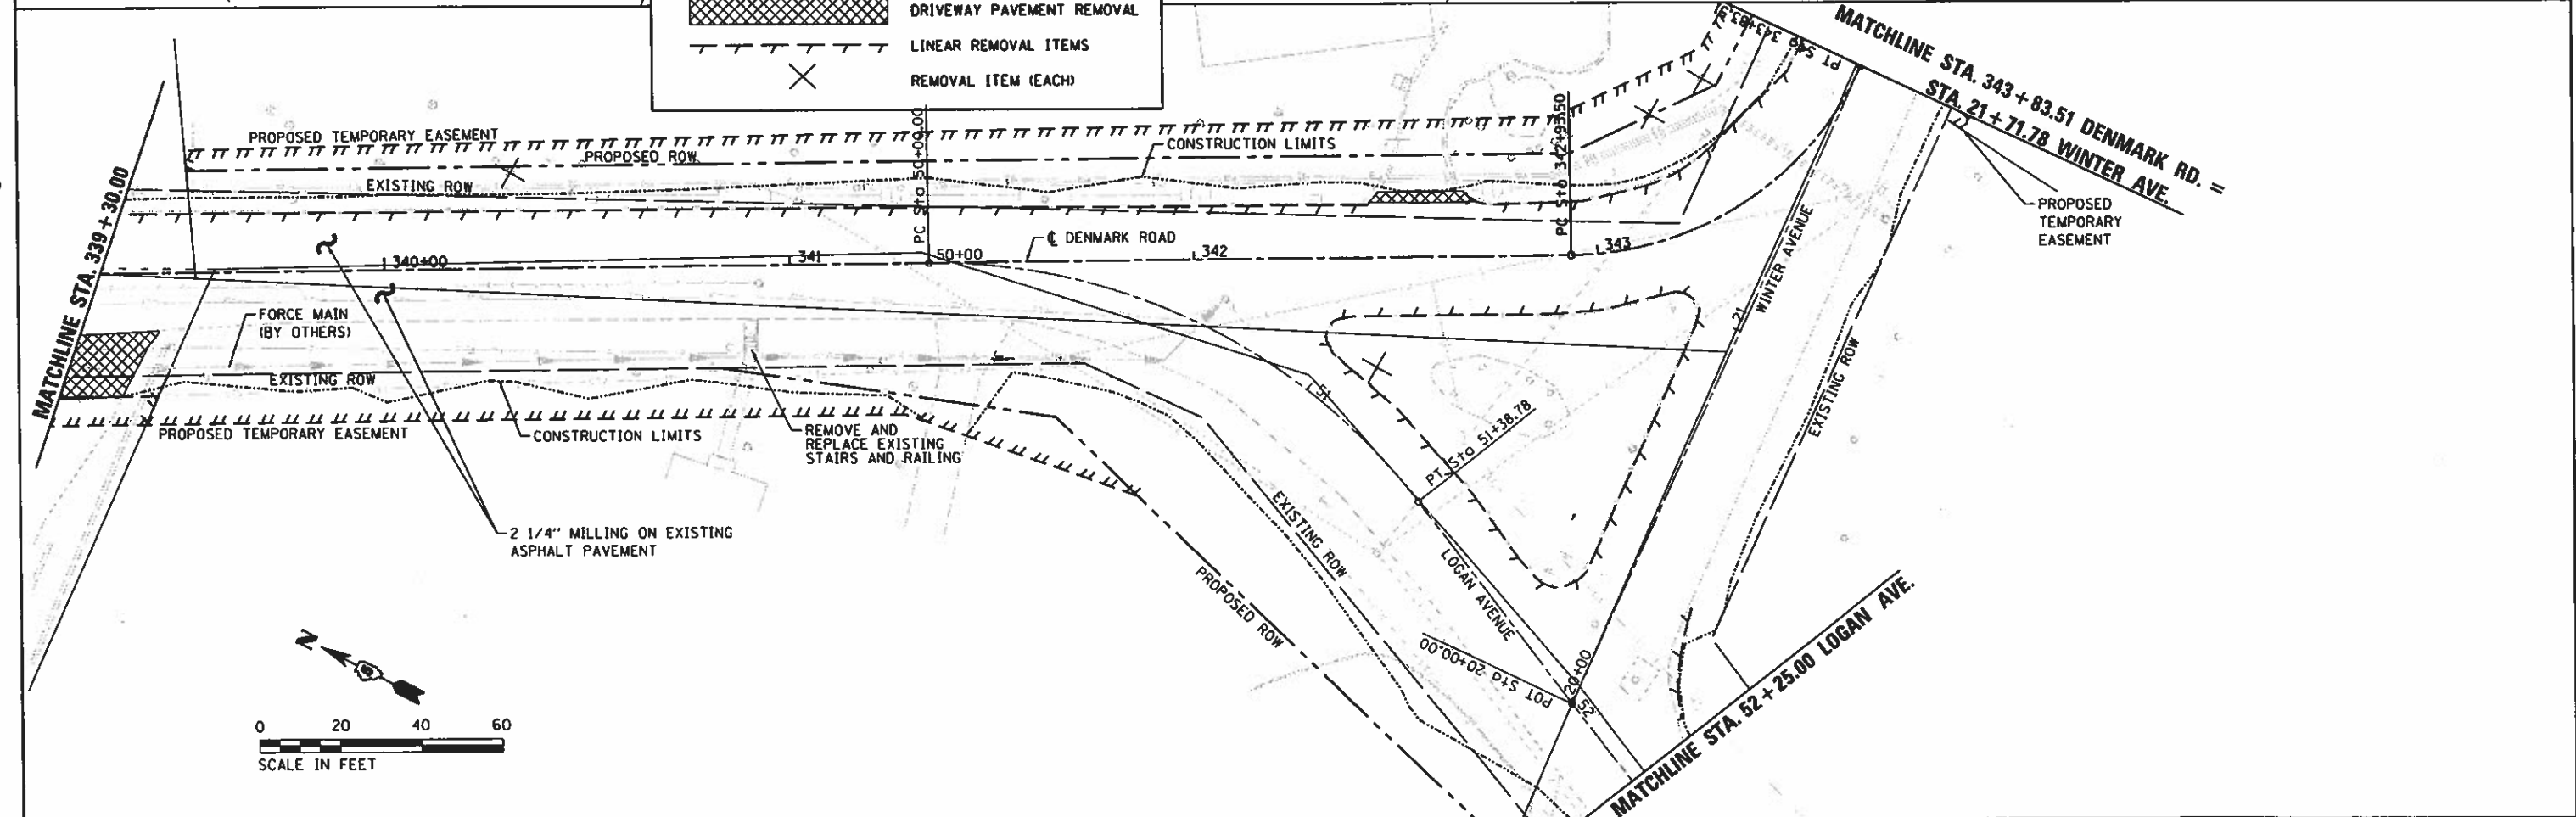 DRIVEWAY PAVEMENT REMOVAL
LINEAR REMOVAL ITEMS
REMOVAL ITEM (EACH)
MATCHLINE STA. 343+83.51 DENMARK RD. =
STA. 21+71.78 WINTER AVE.
PROPOSED
TEMPORARY
EASEMENT
PT Sta 343+83.51
PROPOSED TEMPORARY EASEMENT
PROPOSED ROW
CONSTRUCTION LIMITS
EXISTING ROW
PC Sta 50+00.00
PC Sta 342+93.50
MATCHLINE STA. 339+30.00
340+00
341
50+00
℄ DENMARK ROAD
342
343
WINTER AVENUE
21
EXISTING ROW
FORCE MAIN
(BY OTHERS)
EXISTING ROW
PROPOSED TEMPORARY EASEMENT
CONSTRUCTION LIMITS
REMOVE AND
REPLACE EXISTING
STAIRS AND RAILING
51
PT Sta 51+38.78
2 1/4" MILLING ON EXISTING
ASPHALT PAVEMENT
EXISTING ROW
LOGAN AVENUE
PROPOSED ROW
POT Sta 20+00.00
20+00
52
MATCHLINE STA. 52+25.00 LOGAN AVE.
N
0 20 40 60
SCALE IN FEET